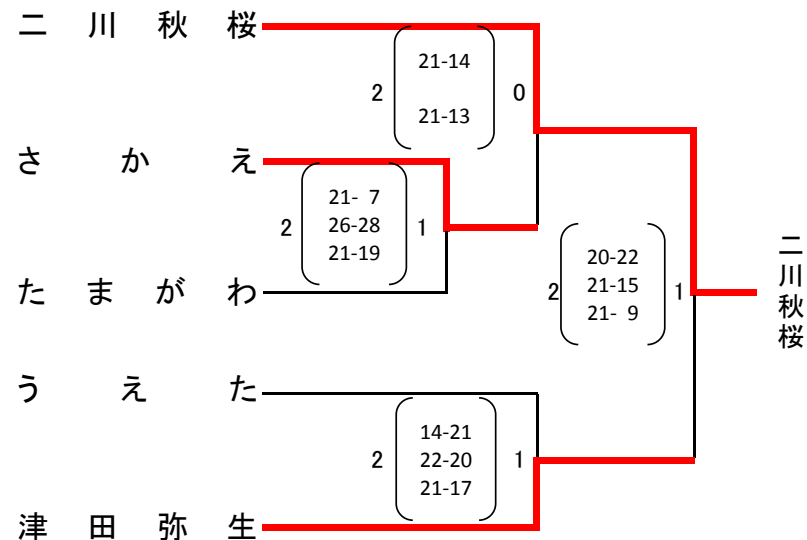 二川秋桜
2 21-14 0
21-13
さかえ
21- 7
2 26-28 1
21-19
たまがわ
20-22
2 21-15 1
21- 9
二川秋桜
うえた
14-21
2 22-20 1
21-17
津田弥生